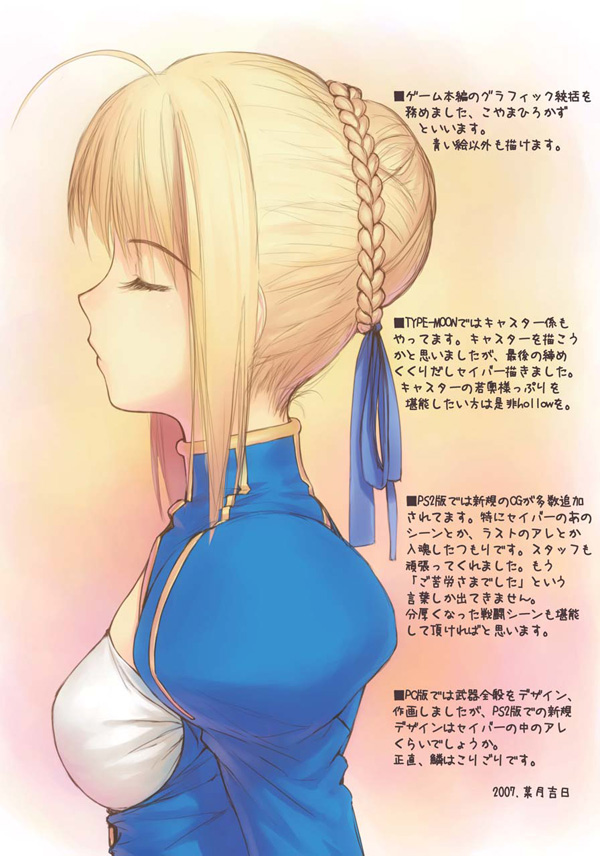 ■ゲーム本編のグラフィック統括を
務めました、こやまひろかず
といいます。
青い絵以外も描けます。
■TYPE-MOONではキャスター係も
やってます。キャスターを描こう
かと思いましたが、最後の締め
くくりだしセイバー描きました。
キャスターの若奥様っぷりを
堪能したい方は是非hollowを。
■PS2版では新規のCGが多数追加
されてます。特にセイバーのあの
シーンとか、ラストのアレとか
入魂したつもりです。スタッフも
頑張ってくれました。もう
「ご苦労さまでした」という
言葉しか出てきません。
分厚くなった戦闘シーンも堪能
して頂ければと思います。
■PC版では武器全般をデザイン、
作画しましたが、PS2版での新規
デザインはセイバーの中のアレ
くらいでしょうか。
正直、鱗はこりごりです。
2007.某月吉日